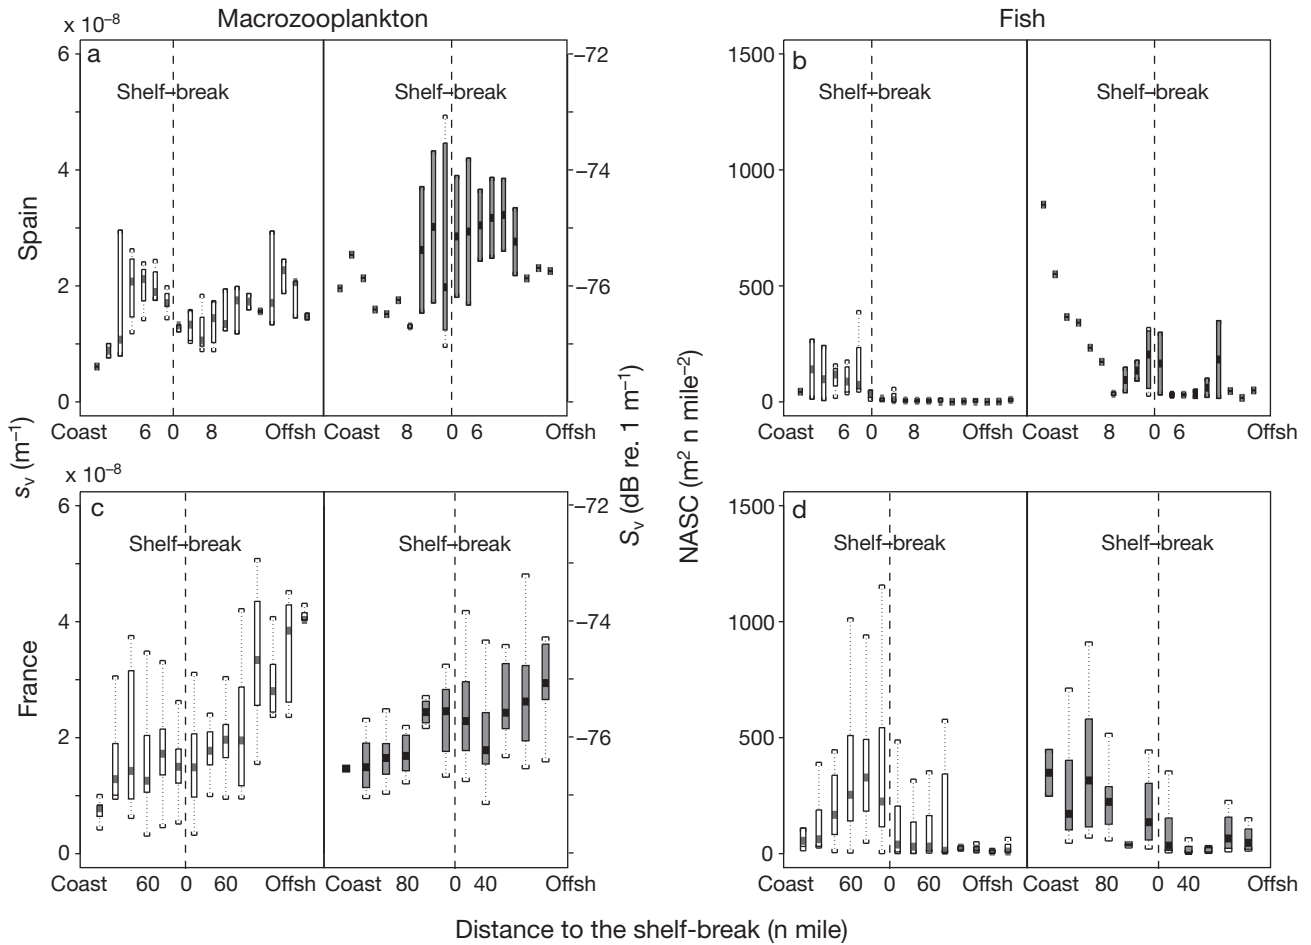 Macrozooplankton Fish
x 10⁻⁸
a b
6 −72 1500
Shelf–break Shelf–break Shelf–break Shelf–break
4 −74 1000
Spain
2 −76 500
0 0
Coast 6 0 8 Offsh Coast 8 0 6 Offsh Coast 6 0 8 Offsh Coast 8 0 6 Offsh
sᵥ (m⁻¹)
Sᵥ (dB re. 1 m⁻¹)
NASC (m² n mile⁻²)
x 10⁻⁸
c d
6 −72 1500
Shelf–break Shelf–break Shelf–break Shelf–break
4 −74 1000
France
2 −76 500
0 0
Coast 60 0 60 Offsh Coast 80 0 40 Offsh Coast 60 0 60 Offsh Coast 80 0 40 Offsh
Distance to the shelf-break (n mile)